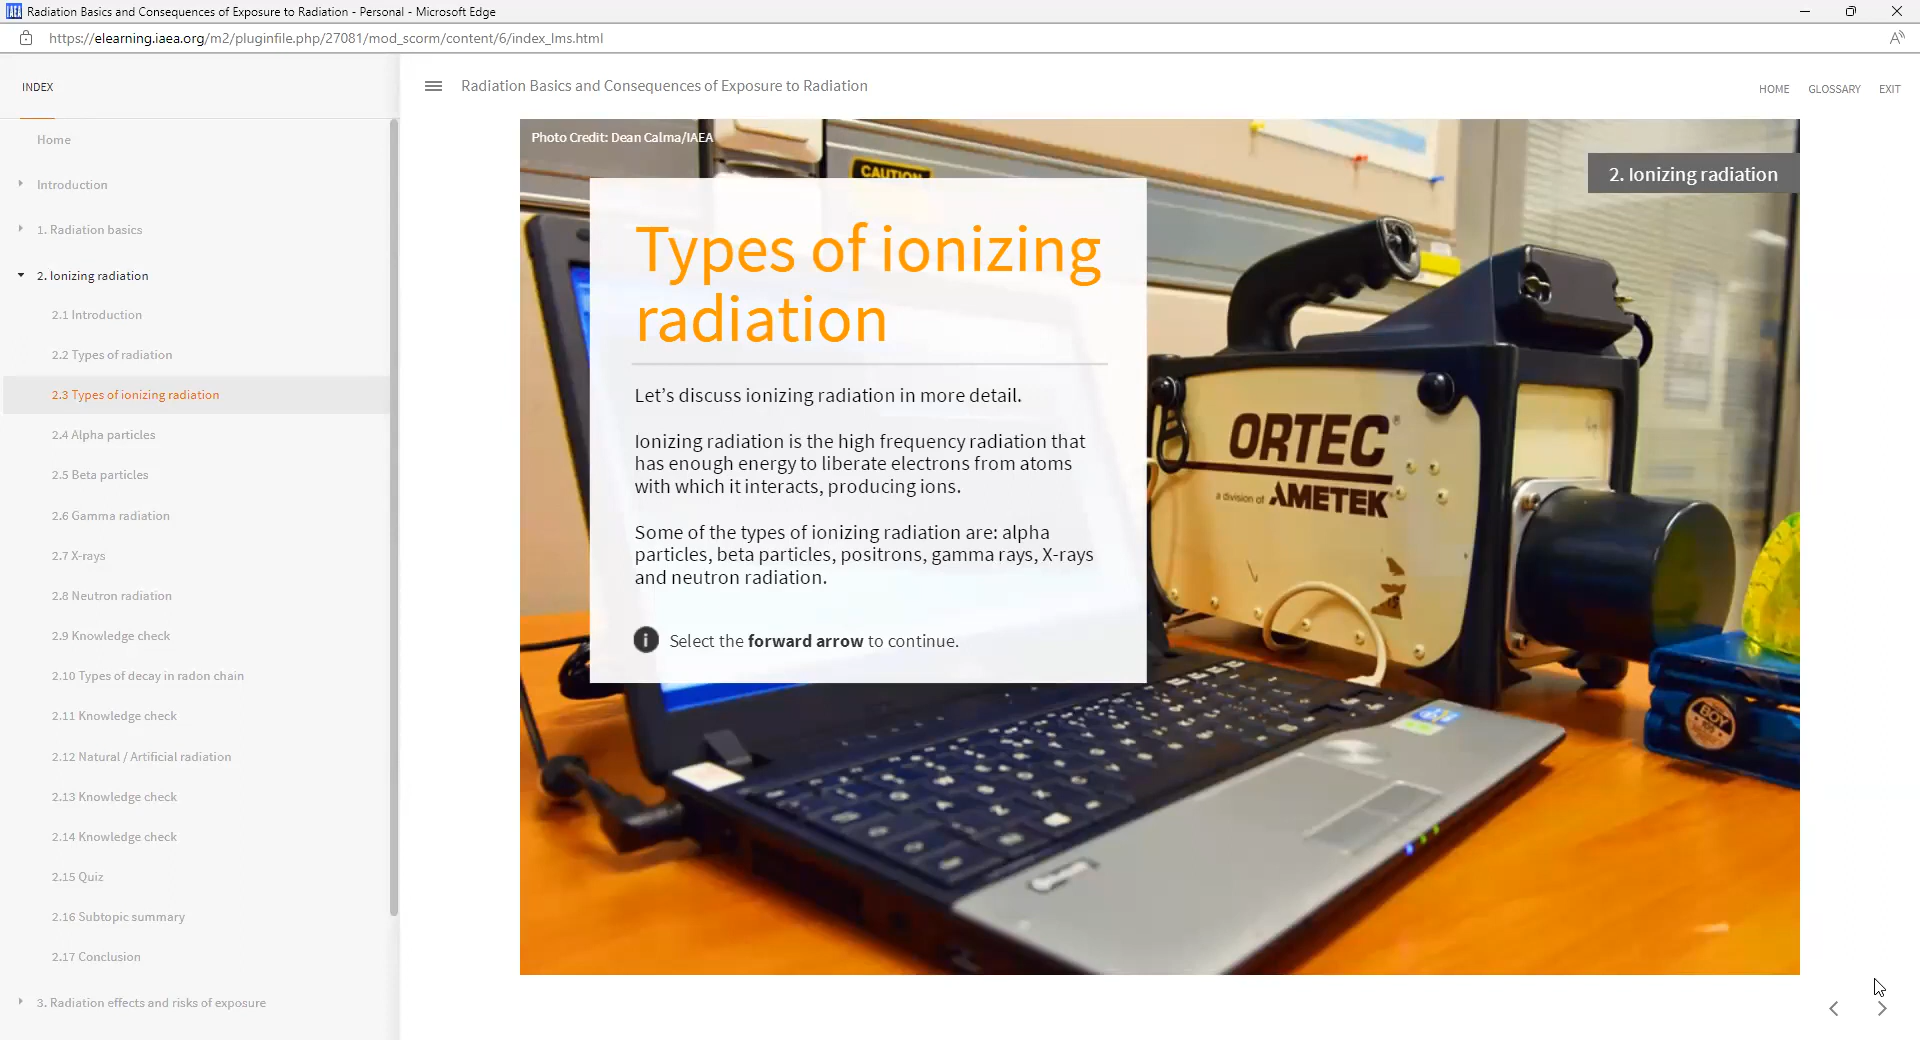 Radiation Basics and Consequences of Exposure to Radiation - Personal - Microsoft Edge
https://elearning.iaea.org/m2/pluginfile.php/27081/mod_scorm/content/6/index_lms.html
INDEX
Home
Introduction
1. Radiation basics
2. Ionizing radiation
2.1 Introduction
2.2 Types of radiation
2.3 Types of ionizing radiation
2.4 Alpha particles
2.5 Beta particles
2.6 Gamma radiation
2.7 X-rays
2.8 Neutron radiation
2.9 Knowledge check
2.10 Types of decay in radon chain
2.11 Knowledge check
2.12 Natural / Artificial radiation
2.13 Knowledge check
2.14 Knowledge check
2.15 Quiz
2.16 Subtopic summary
2.17 Conclusion
3. Radiation effects and risks of exposure
Radiation Basics and Consequences of Exposure to Radiation
HOME GLOSSARY EXIT
Photo Credit: Dean Calma/IAEA
CAUTION
2. Ionizing radiation
Types of ionizing
radiation
Let’s discuss ionizing radiation in more detail.
Ionizing radiation is the high frequency radiation that
has enough energy to liberate electrons from atoms
with which it interacts, producing ions.
Some of the types of ionizing radiation are: alpha
particles, beta particles, positrons, gamma rays, X-rays
and neutron radiation.
i Select the forward arrow to continue.
ORTEC®
a division of AMETEK
BOY